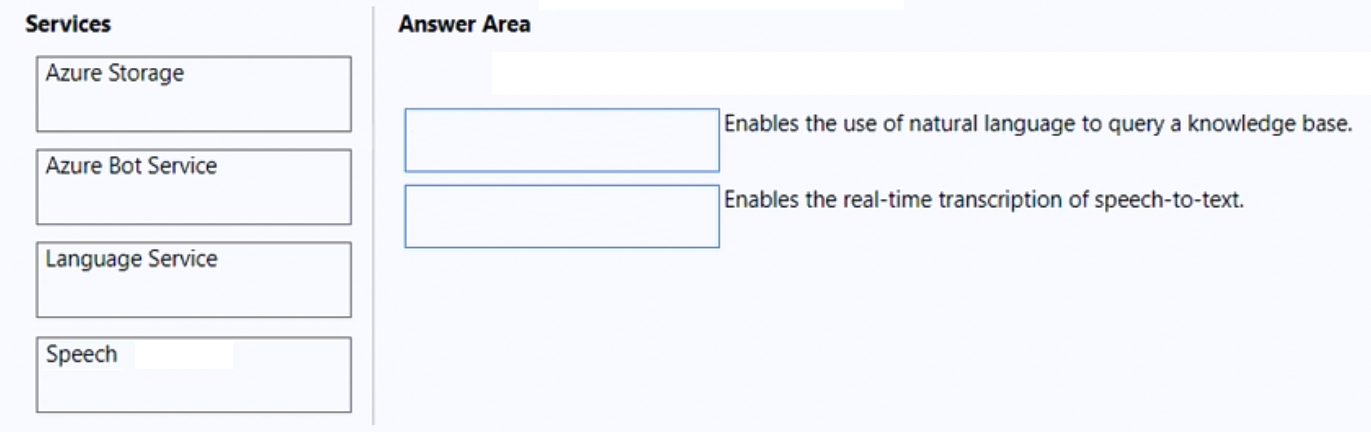 Services
Azure Storage
Azure Bot Service
Language Service
Speech
Answer Area
Enables the use of natural language to query a knowledge base.
Enables the real-time transcription of speech-to-text.